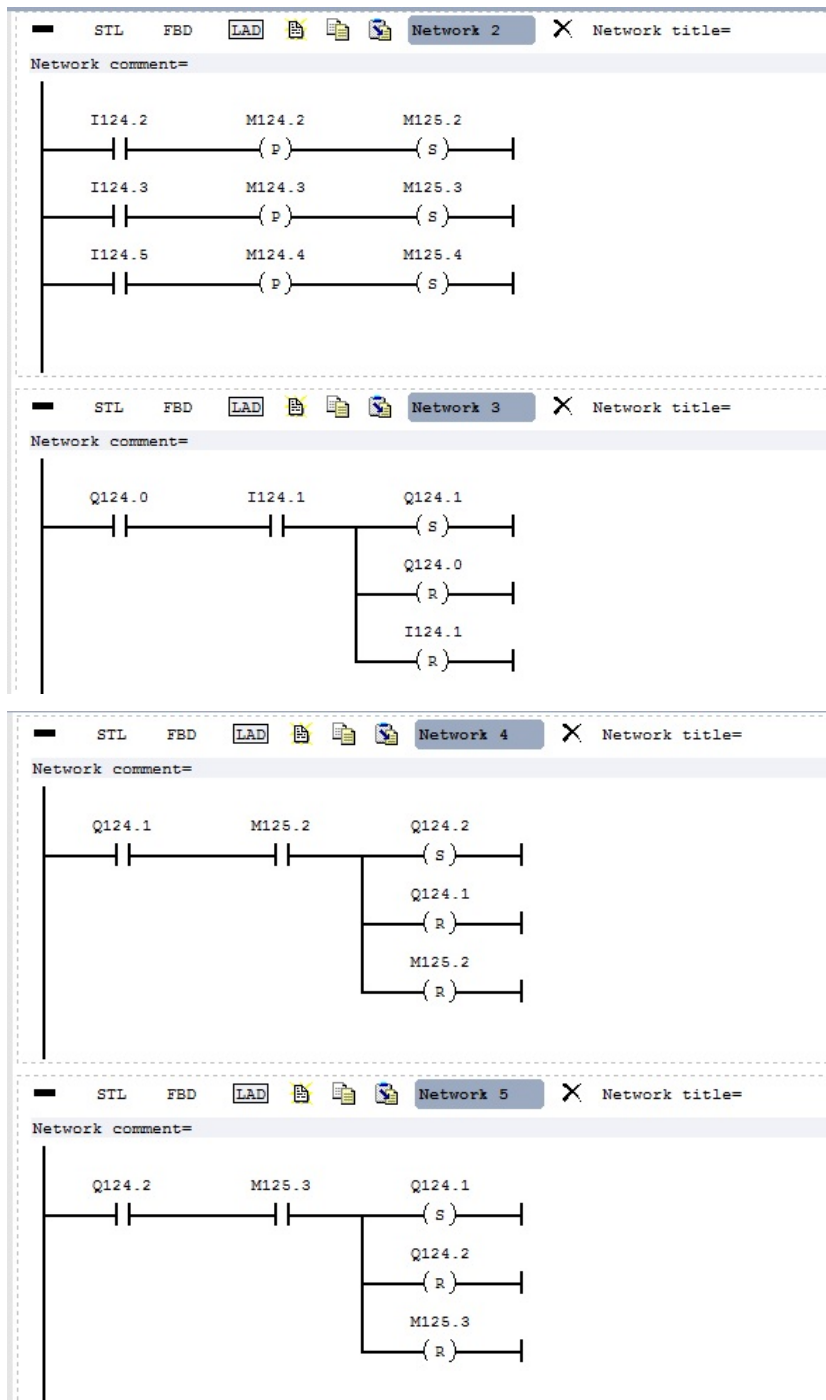 STL FBD LAD Network 2 Network title=
Network comment=
I124.2 M124.2 M125.2
P S
I124.3 M124.3 M125.3
P S
I124.5 M124.4 M125.4
P S
STL FBD LAD Network 3 Network title=
Network comment=
Q124.0 I124.1 Q124.1
S
Q124.0
R
I124.1
R
STL FBD LAD Network 4 Network title=
Network comment=
Q124.1 M125.2 Q124.2
S
Q124.1
R
M125.2
R
STL FBD LAD Network 5 Network title=
Network comment=
Q124.2 M125.3 Q124.1
S
Q124.2
R
M125.3
R